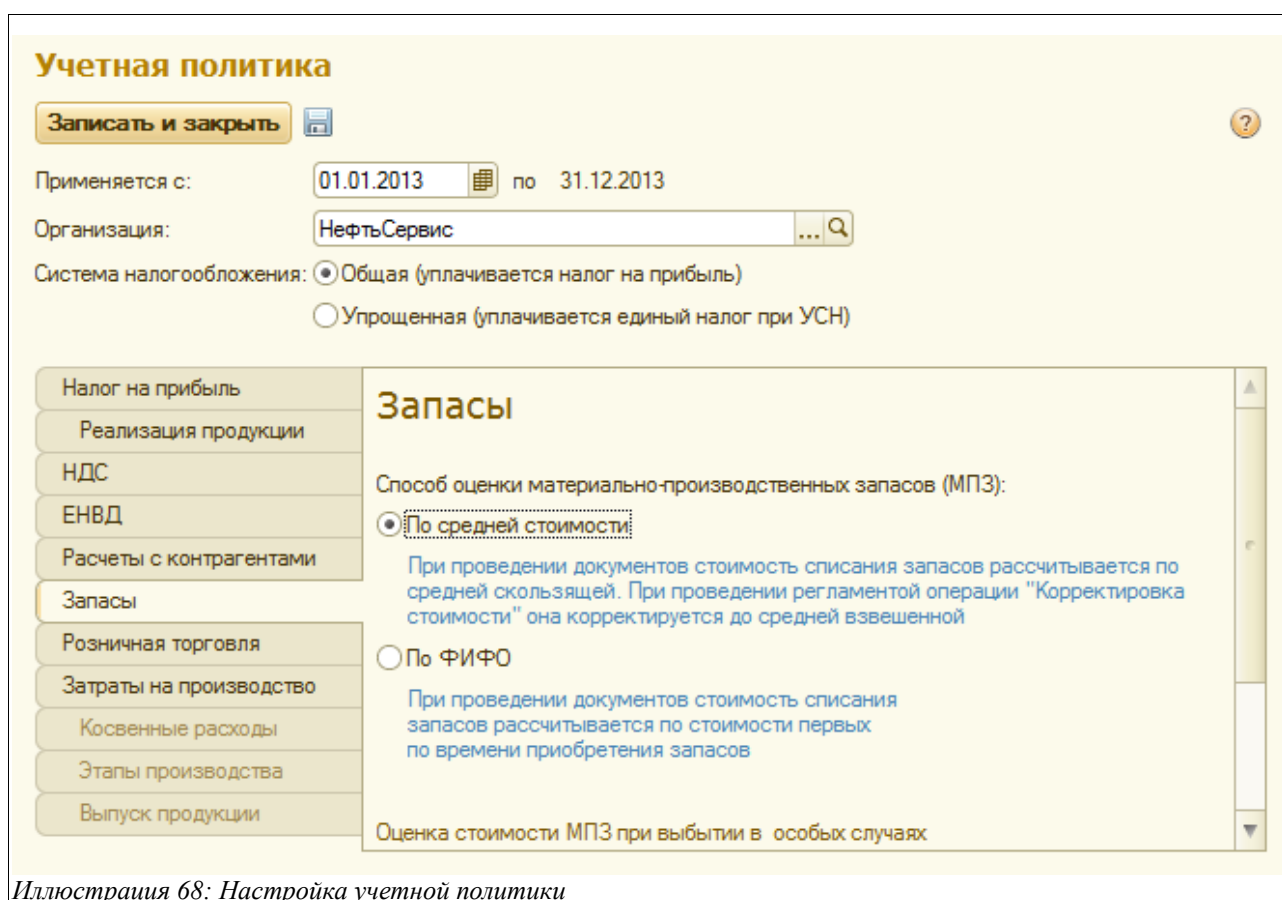 Учетная политика
Записать и закрыть
?
Применяется с: 01.01.2013 по 31.12.2013
Организация: НефтьСервис ...
Система налогообложения: Общая (уплачивается налог на прибыль)
Упрощенная (уплачивается единый налог при УСН)
Налог на прибыль
Реализация продукции
НДС
ЕНВД
Расчеты с контрагентами
Запасы
Розничная торговля
Затраты на производство
Косвенные расходы
Этапы производства
Выпуск продукции
Запасы
Способ оценки материально-производственных запасов (МПЗ):
По средней стоимости
При проведении документов стоимость списания запасов рассчитывается по
средней скользящей. При проведении регламентой операции "Корректировка
стоимости" она корректируется до средней взвешенной
По ФИФО
При проведении документов стоимость списания
запасов рассчитывается по стоимости первых
по времени приобретения запасов
Оценка стоимости МПЗ при выбытии в особых случаях
Иллюстрация 68: Настройка учетной политики